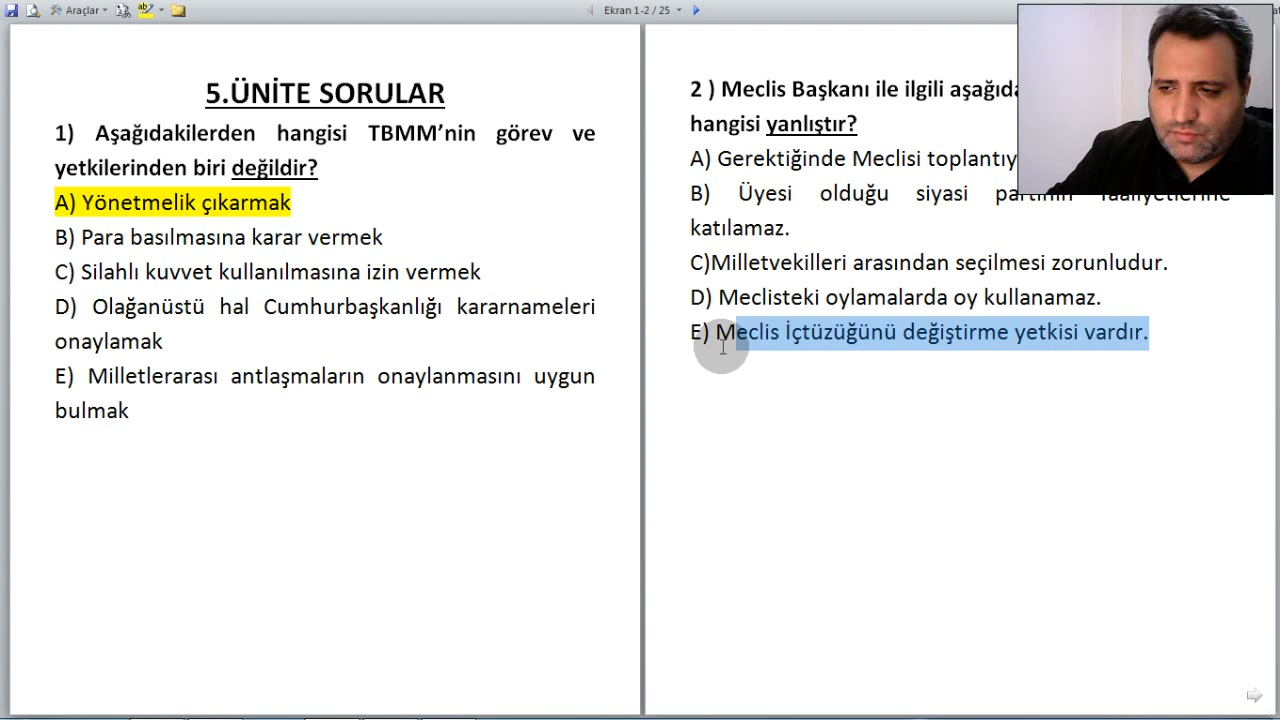 Araçlar
Ekran 1-2 / 25
5.ÜNİTE SORULAR
1) Aşağıdakilerden hangisi TBMM’nin görev ve
yetkilerinden biri değildir?
A) Yönetmelik çıkarmak
B) Para basılmasına karar vermek
C) Silahlı kuvvet kullanılmasına izin vermek
D) Olağanüstü hal Cumhurbaşkanlığı kararnameleri
onaylamak
E) Milletlerarası antlaşmaların onaylanmasını uygun
bulmak
2 ) Meclis Başkanı ile ilgili
hangisi yanlıştır?
A) Gerektiğinde Meclisi
B) Üyesi olduğu siyasi partinin faaliyetlerine
katılamaz.
C)Milletvekilleri arasından seçilmesi zorunludur.
D) Meclisteki oylamalarda oy kullanamaz.
E) Meclis İçtüzüğünü değiştirme yetkisi vardır.